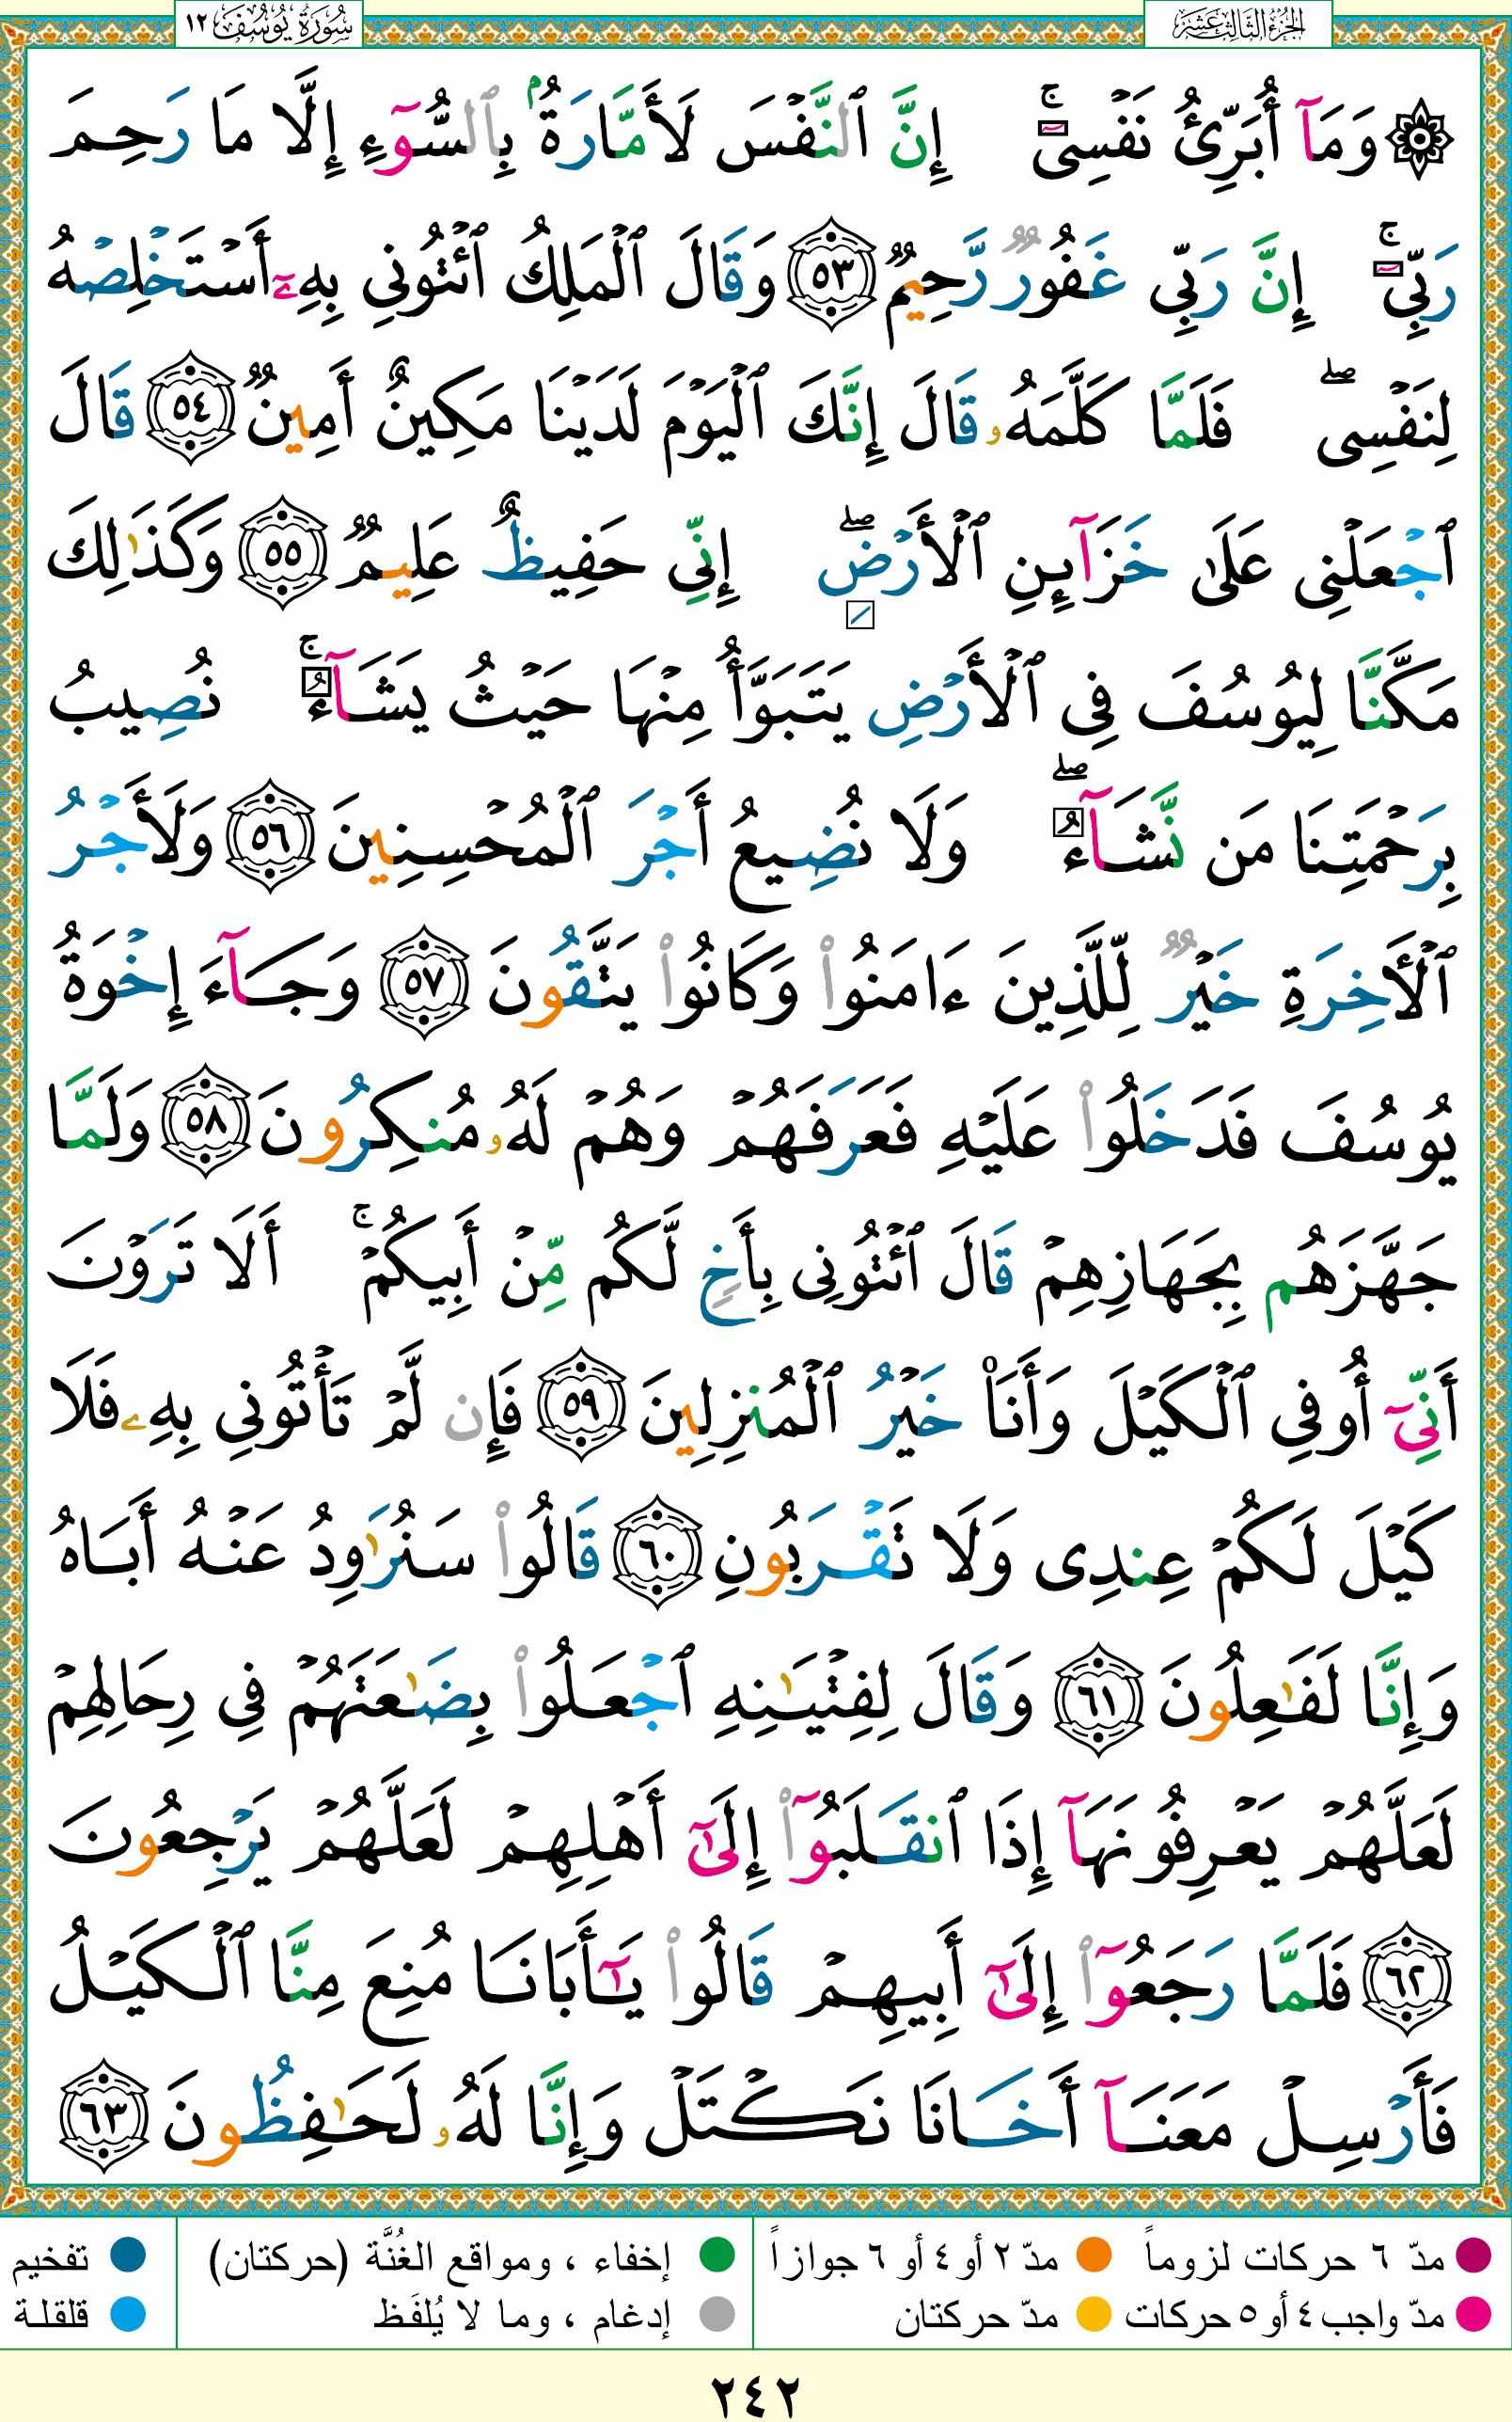 الجزء الثالث عشر
سورة يوسف ١٢
۞ وَمَآ أُبَرِّئُ نَفۡسِيٓۚ إِنَّ ٱلنَّفۡسَ لَأَمَّارَةُۢ بِٱلسُّوٓءِ إِلَّا مَا رَحِمَ
رَبِّيٓۚ إِنَّ رَبِّي غَفُورٞ رَّحِيمٞ ٥٣ وَقَالَ ٱلۡمَلِكُ ٱئۡتُونِي بِهِۦٓ أَسۡتَخۡلِصۡهُ
لِنَفۡسِيۖ فَلَمَّا كَلَّمَهُۥ قَالَ إِنَّكَ ٱلۡيَوۡمَ لَدَيۡنَا مَكِينٌ أَمِينٞ ٥٤ قَالَ
ٱجۡعَلۡنِي عَلَىٰ خَزَآئِنِ ٱلۡأَرۡضِۖ إِنِّي حَفِيظٌ عَلِيمٞ ٥٥ وَكَذَٰلِكَ
مَكَّنَّا لِيُوسُفَ فِي ٱلۡأَرۡضِ يَتَبَوَّأُ مِنۡهَا حَيۡثُ يَشَآءُۚ نُصِيبُ
بِرَحۡمَتِنَا مَن نَّشَآءُۖ وَلَا نُضِيعُ أَجۡرَ ٱلۡمُحۡسِنِينَ ٥٦ وَلَأَجۡرُ
ٱلۡأٓخِرَةِ خَيۡرٞ لِّلَّذِينَ ءَامَنُواْ وَكَانُواْ يَتَّقُونَ ٥٧ وَجَآءَ إِخۡوَةُ
يُوسُفَ فَدَخَلُواْ عَلَيۡهِ فَعَرَفَهُمۡ وَهُمۡ لَهُۥ مُنكِرُونَ ٥٨ وَلَمَّا
جَهَّزَهُم بِجَهَازِهِمۡ قَالَ ٱئۡتُونِي بِأَخٖ لَّكُم مِّنۡ أَبِيكُمۡۚ أَلَا تَرَوۡنَ
أَنِّيٓ أُوفِي ٱلۡكَيۡلَ وَأَنَا۠ خَيۡرُ ٱلۡمُنزِلِينَ ٥٩ فَإِن لَّمۡ تَأۡتُونِي بِهِۦ فَلَا
كَيۡلَ لَكُمۡ عِندِي وَلَا تَقۡرَبُونِ ٦٠ قَالُواْ سَنُرَٰوِدُ عَنۡهُ أَبَاهُ
وَإِنَّا لَفَٰعِلُونَ ٦١ وَقَالَ لِفِتۡيَٰنِهِ ٱجۡعَلُواْ بِضَٰعَتَهُمۡ فِي رِحَالِهِمۡ
لَعَلَّهُمۡ يَعۡرِفُونَهَآ إِذَا ٱنقَلَبُوٓاْ إِلَىٰٓ أَهۡلِهِمۡ لَعَلَّهُمۡ يَرۡجِعُونَ
٦٢ فَلَمَّا رَجَعُوٓاْ إِلَىٰٓ أَبِيهِمۡ قَالُواْ يَٰٓأَبَانَا مُنِعَ مِنَّا ٱلۡكَيۡلُ
فَأَرۡسِلۡ مَعَنَآ أَخَانَا نَكۡتَلۡ وَإِنَّا لَهُۥ لَحَٰفِظُونَ ٦٣
مدّ ٦ حركات لزوماً مدّ ٢ أو ٤ أو ٦ جوازاً إخفاء ، ومواقع الغُنَّة (حركتان) تفخيم
مدّ واجب ٤ أو ٥ حركات مدّ حركتان إدغام ، وما لا يُلفَظ قلقلة
٢٤٢